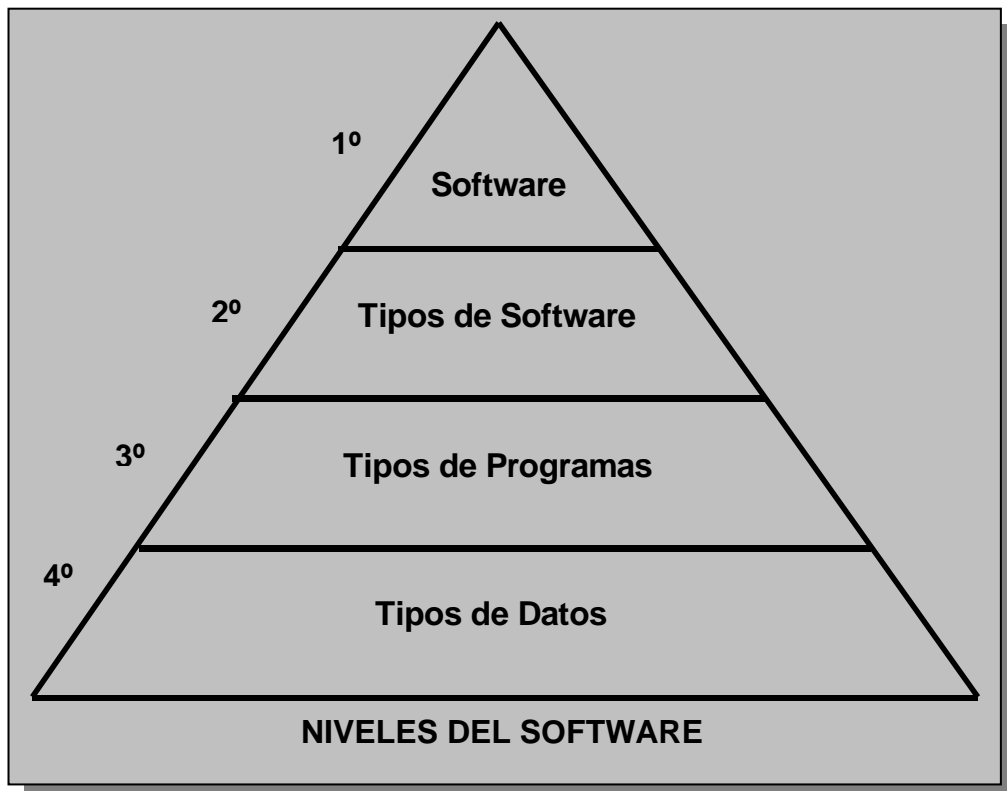 1º
Software
2º
Tipos de Software
3º
Tipos de Programas
4º
Tipos de Datos
NIVELES DEL SOFTWARE